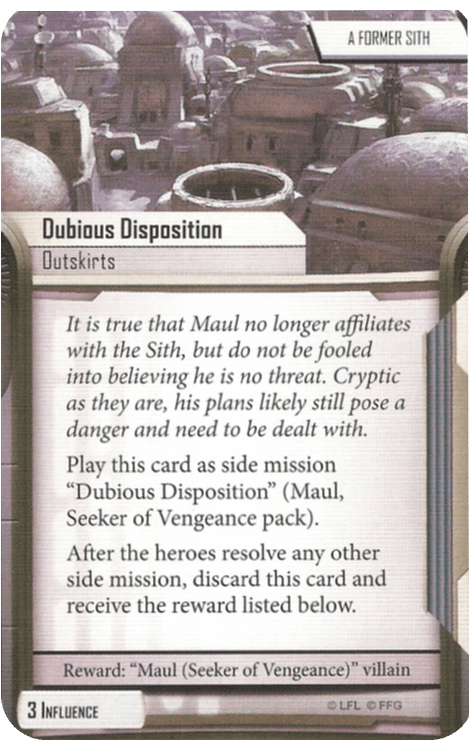 A FORMER SITH
Dubious Disposition
Outskirts
It is true that Maul no longer affiliates
with the Sith, but do not be fooled
into believing he is no threat. Cryptic
as they are, his plans likely still pose a
danger and need to be dealt with.
Play this card as side mission
“Dubious Disposition” (Maul,
Seeker of Vengeance pack).
After the heroes resolve any other
side mission, discard this card and
receive the reward listed below.
Reward: “Maul (Seeker of Vengeance)” villain
3 INFLUENCE
© LFL © FFG